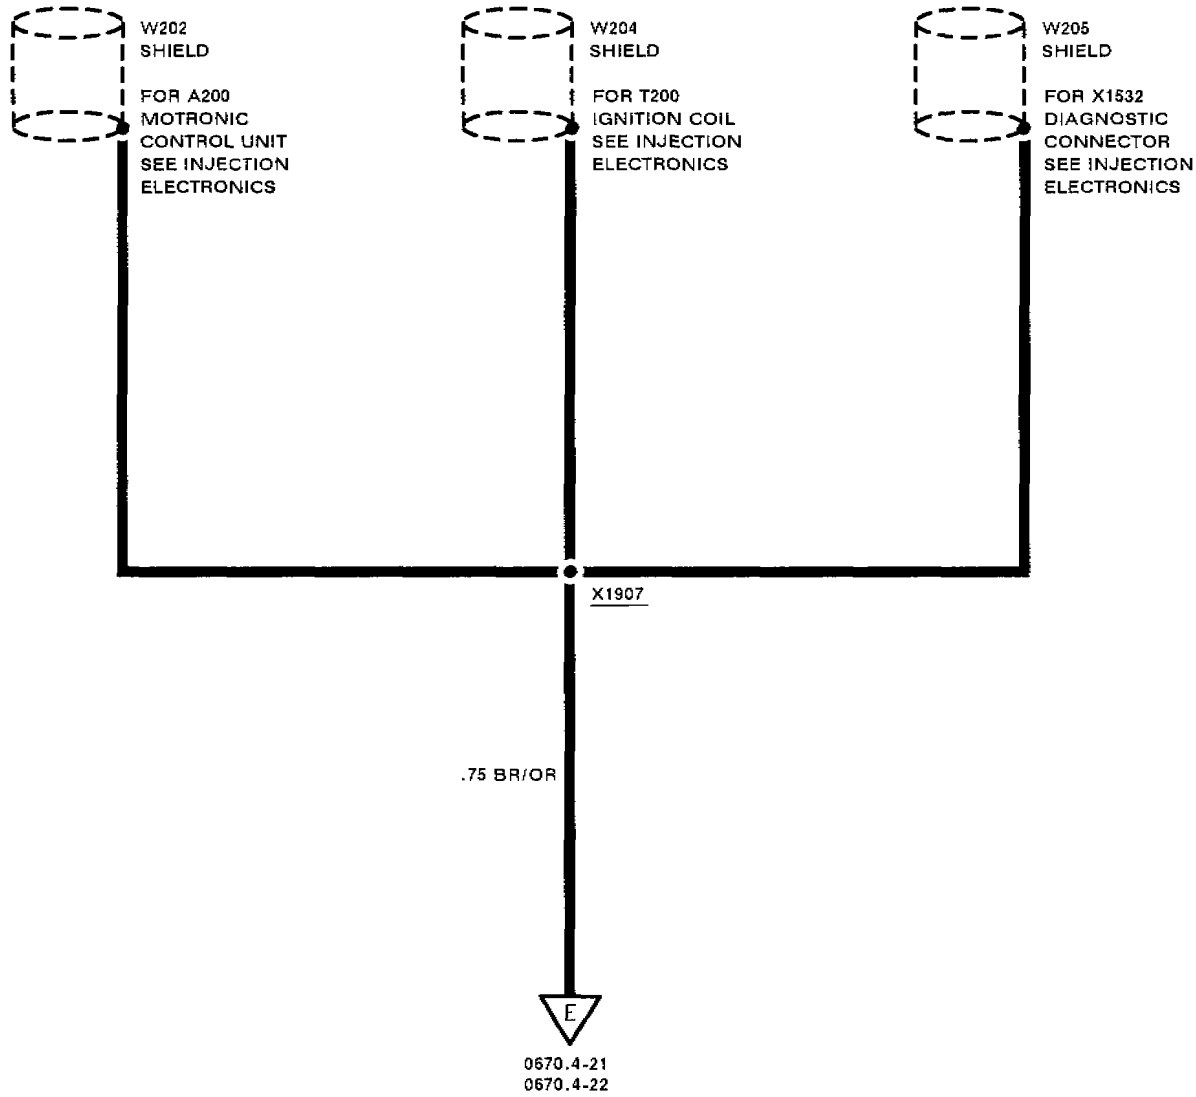 W202
SHIELD
FOR A200
MOTRONIC
CONTROL UNIT
SEE INJECTION
ELECTRONICS
W204
SHIELD
FOR T200
IGNITION COIL
SEE INJECTION
ELECTRONICS
W205
SHIELD
FOR X1532
DIAGNOSTIC
CONNECTOR
SEE INJECTION
ELECTRONICS
X1907
.75 BR/OR
E
0670.4-21
0670.4-22